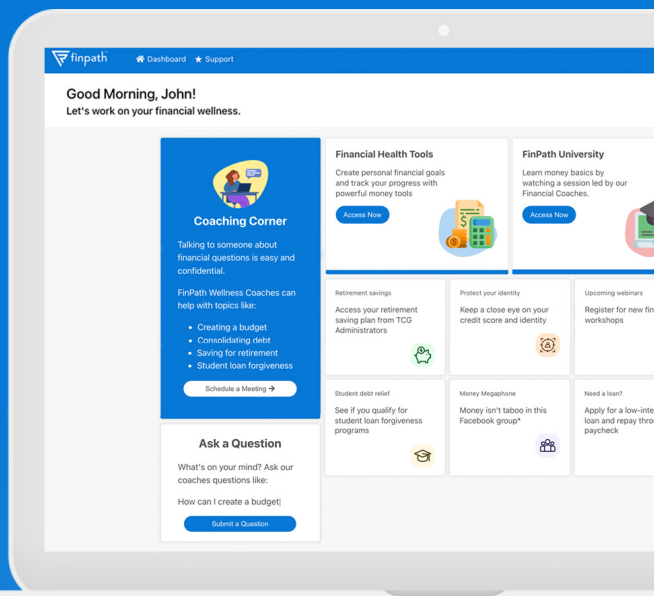 finpath
Dashboard
Support
Good Morning, John!
Let's work on your financial wellness.
Coaching Corner
Talking to someone about
financial questions is easy and
confidential.
FinPath Wellness Coaches can
help with topics like:
• Creating a budget
• Consolidating debt
• Saving for retirement
• Student loan forgiveness
Schedule a Meeting →
Ask a Question
What's on your mind? Ask our
coaches questions like:
How can I create a budget|
Submit a Question
Financial Health Tools
Create personal financial goals
and track your progress with
powerful money tools
Access Now
FinPath University
Learn money basics by
watching a session led by our
Financial Coaches.
Access Now
Retirement savings
Access your retirement
saving plan from TCG
Administrators
Protect your identity
Keep a close eye on your
credit score and identity
Upcoming webinars
Register for new fin
workshops
Student debt relief
See if you qualify for
student loan forgiveness
programs
Money Megaphone
Money isn't taboo in this
Facebook group*
Need a loan?
Apply for a low-inte
loan and repay thro
paycheck